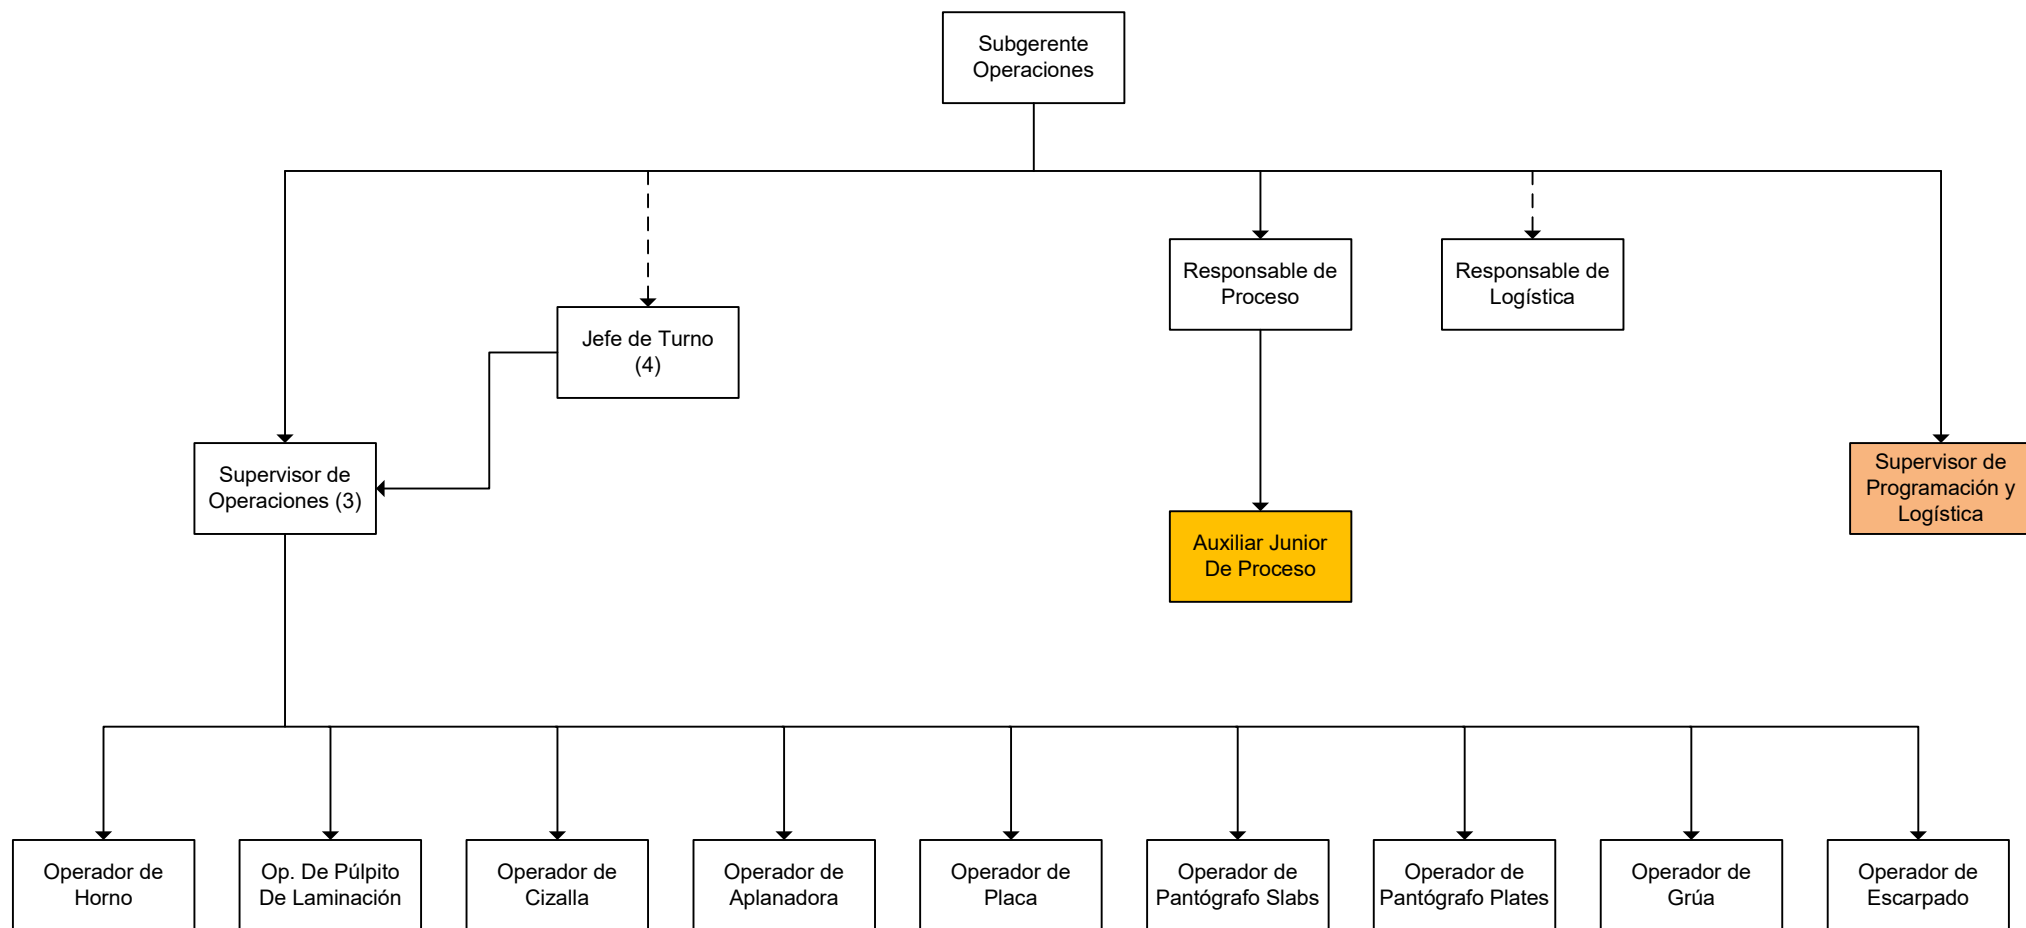 Subgerente
Operaciones
Responsable de
Proceso
Responsable de
Logística
Jefe de Turno
(4)
Supervisor de
Operaciones (3)
Supervisor de
Programación y
Logística
Auxiliar Junior
De Proceso
Operador de
Horno
Op. De Púlpito
De Laminación
Operador de
Cizalla
Operador de
Aplanadora
Operador de
Placa
Operador de
Pantógrafo Slabs
Operador de
Pantógrafo Plates
Operador de
Grúa
Operador de
Escarpado